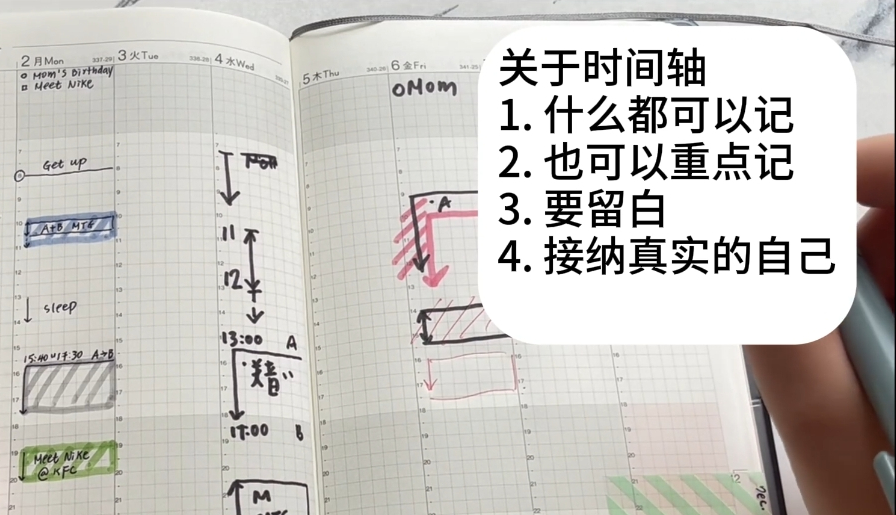 2 月Mon
337-29
3 火Tue
338-28
4 水Wed
5 木Thu
340-26
6 金Fri
341-25
Mom's Birthday
Meet Nike
Get up
A+B MTG
sleep
15:40~17:30 A→B
Meet Nike
@ KFC
11
12
13:00 A
17:00 B
M
MTG
oMom
A
12
Dec.
关于时间轴
1. 什么都可以记
2. 也可以重点记
3. 要留白
4. 接纳真实的自己